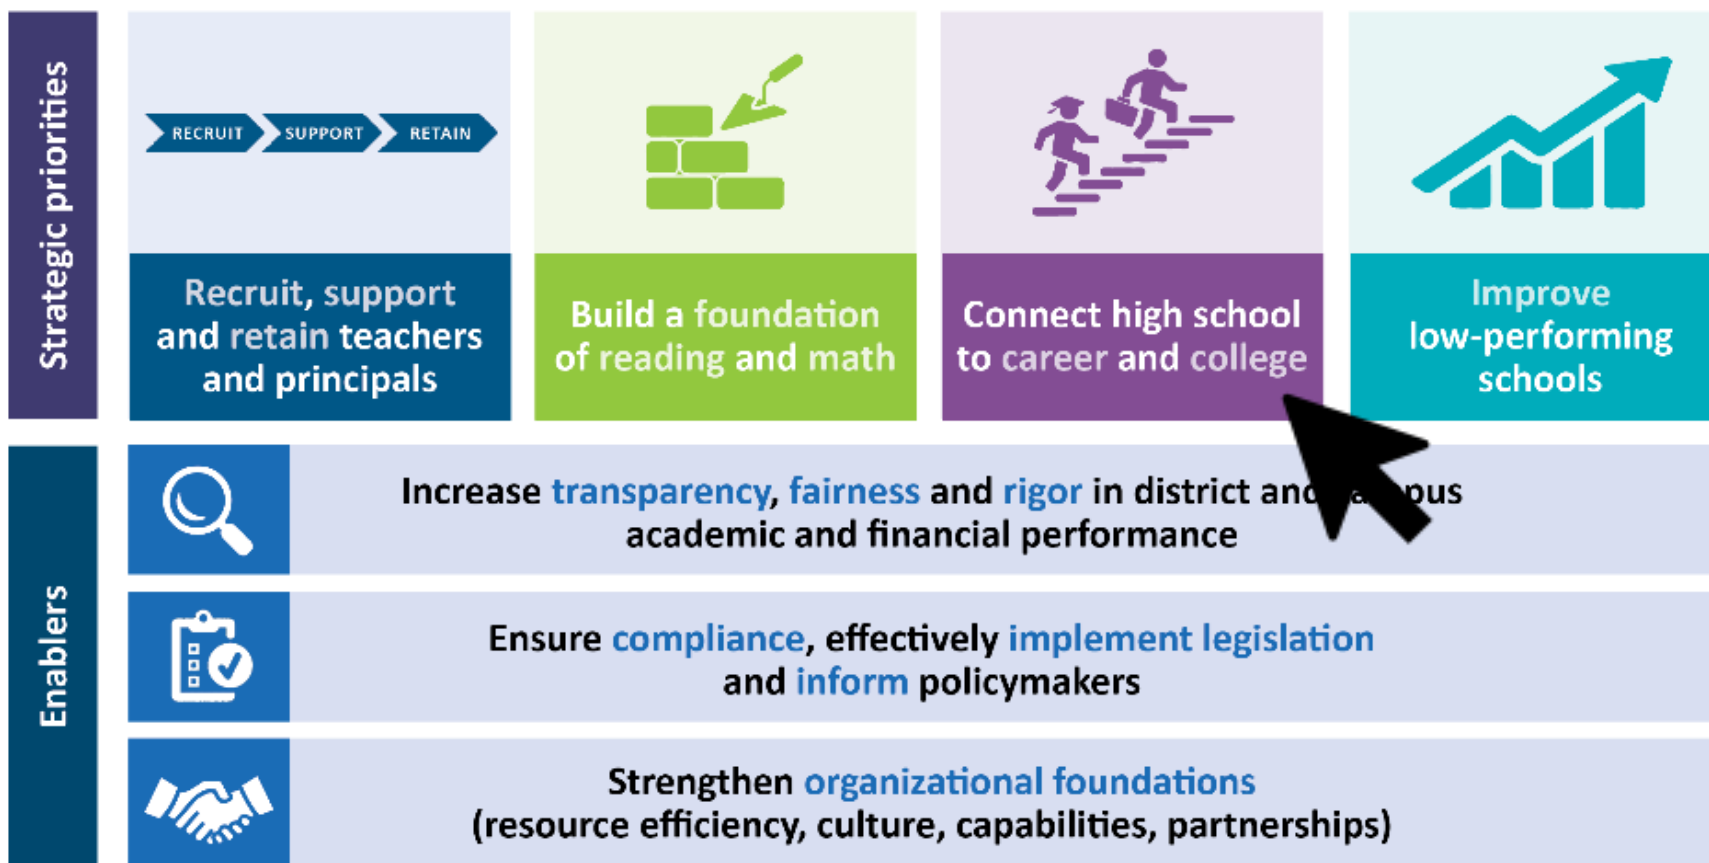 Strategic priorities
RECRUIT
SUPPORT
RETAIN
Recruit, support
and retain teachers
and principals
Build a foundation
of reading and math
Connect high school
to career and college
Improve
low-performing
schools
Enablers
Increase transparency, fairness and rigor in district
academic and financial performance
Ensure compliance, effectively implement legislation
and inform policymakers
Strengthen organizational foundations
(resource efficiency, culture, capabilities, partnerships)